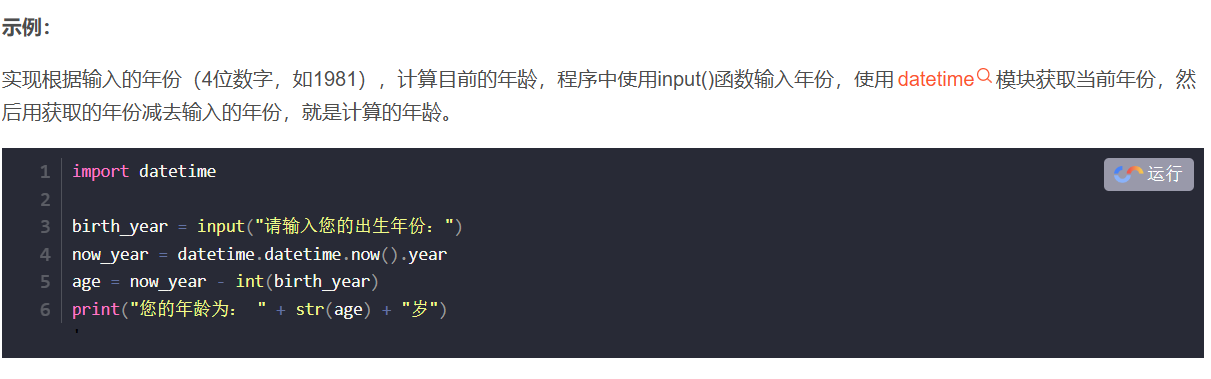 示例：
实现根据输入的年份（4位数字，如1981），计算目前的年龄，程序中使用input()函数输入年份，使用 datetime 模块获取当前年份，然
后用获取的年份减去输入的年份，就是计算的年龄。
1 import datetime
运行
2
3 birth_year = input("请输入您的出生年份：")
4 now_year = datetime.datetime.now().year
5 age = now_year - int(birth_year)
6 print("您的年龄为： " + str(age) + "岁")